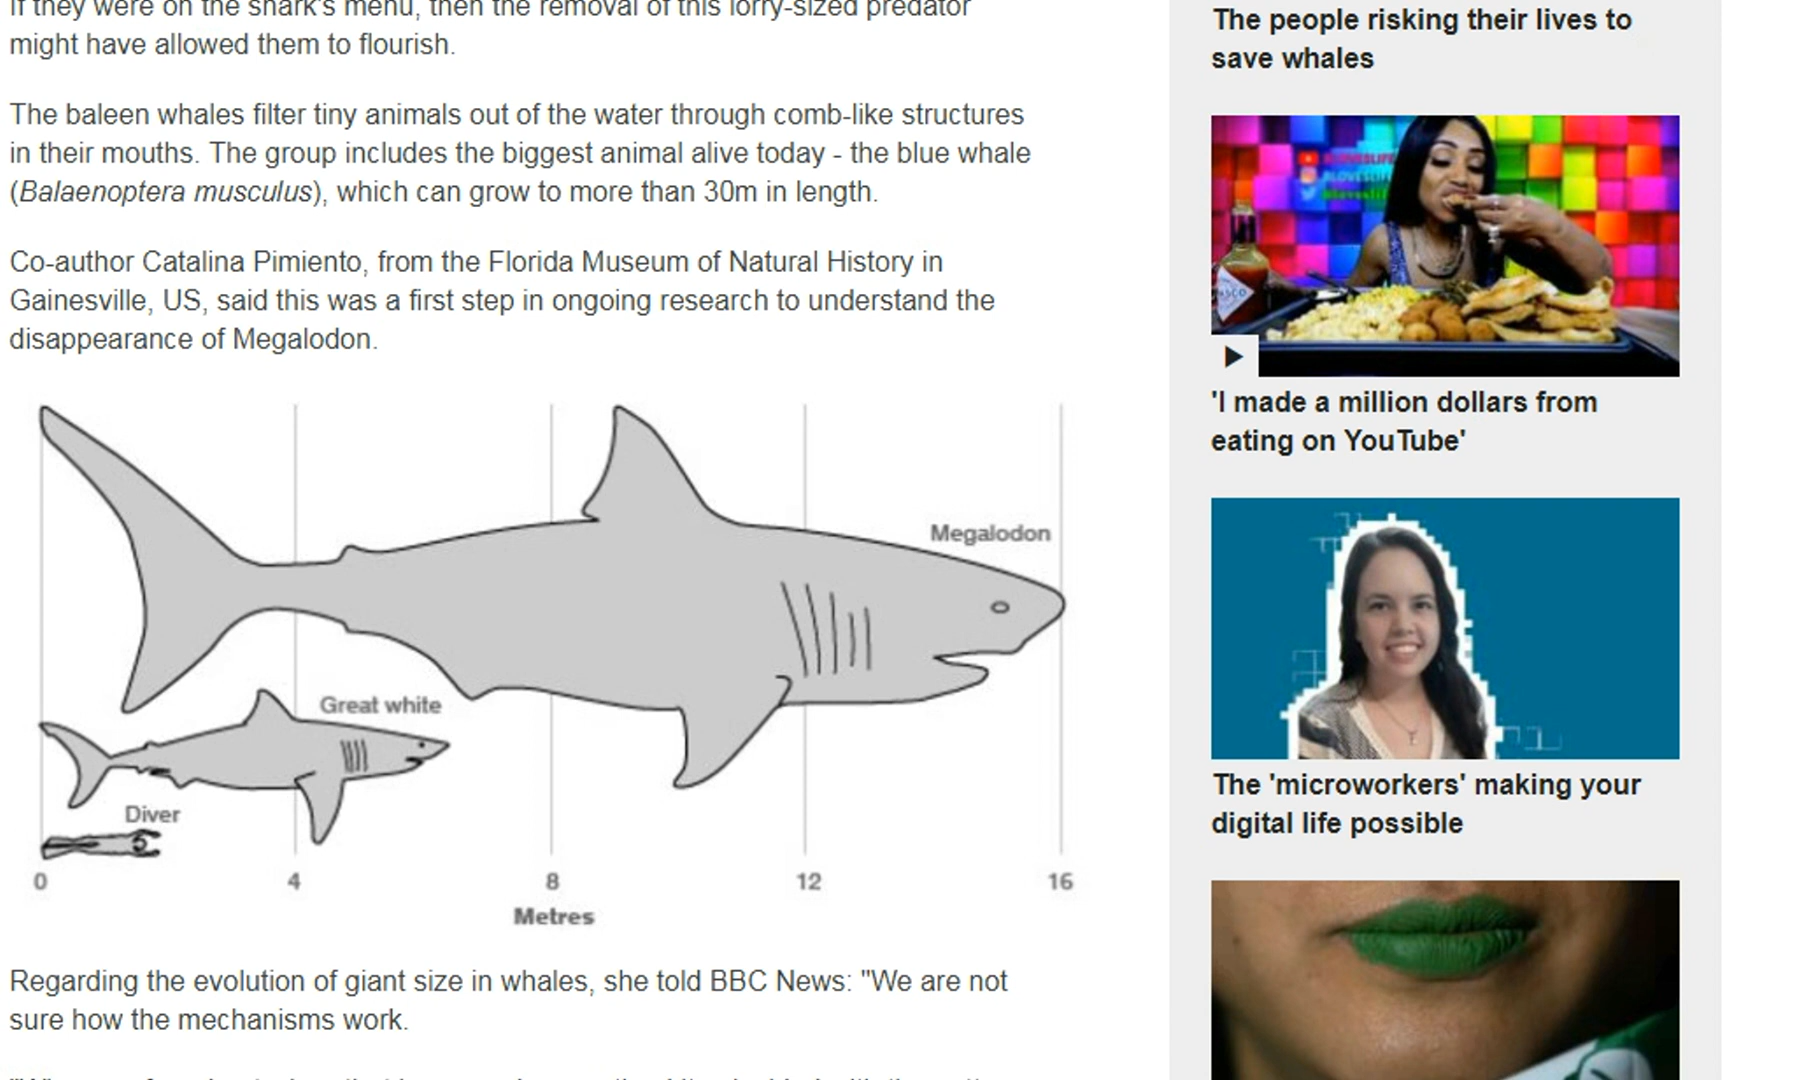 If they were on the shark's menu, then the removal of this lorry-sized predator
might have allowed them to flourish.
The baleen whales filter tiny animals out of the water through comb-like structures
in their mouths. The group includes the biggest animal alive today - the blue whale
(Balaenoptera musculus), which can grow to more than 30m in length.
Co-author Catalina Pimiento, from the Florida Museum of Natural History in
Gainesville, US, said this was a first step in ongoing research to understand the
disappearance of Megalodon.
Megalodon
Great white
Diver
0 4 8 12 16
Metres
Regarding the evolution of giant size in whales, she told BBC News: "We are not
sure how the mechanisms work.
The people risking their lives to
save whales
'I made a million dollars from
eating on YouTube'
The 'microworkers' making your
digital life possible